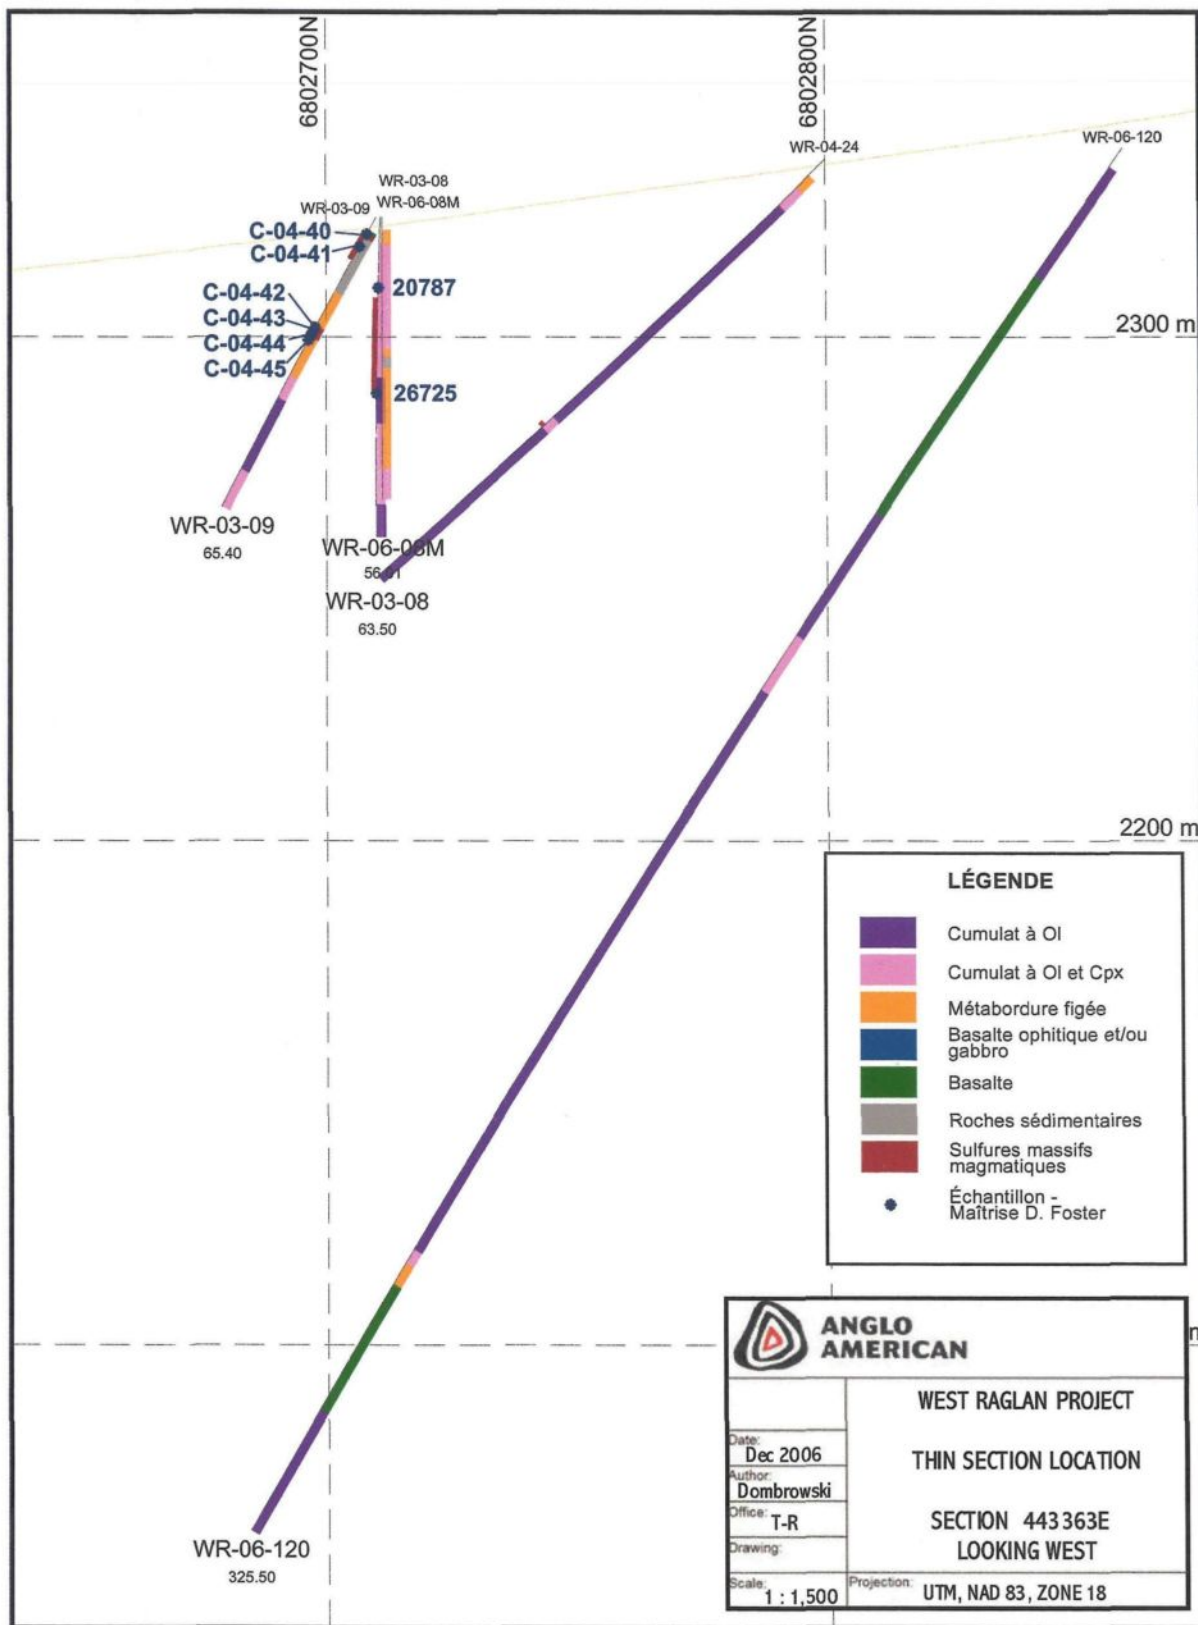 6802700N
6802800N
WR-04-24
WR-06-120
WR-03-08
WR-03-09
WR-06-08M
C-04-40
C-04-41
20787
C-04-42
C-04-43
C-04-44
C-04-45
2300 m
26725
WR-03-09
65.40
WR-06-08M
WR-03-08
63.50
2200 m
LÉGENDE
Cumulat à Ol
Cumulat à Ol et Cpx
Métabordure figée
Basalte ophitique et/ou
gabbro
Basalte
Roches sédimentaires
Sulfures massifs
magmatiques
Échantillon -
Maîtrise D. Foster
ANGLO
AMERICAN
WEST RAGLAN PROJECT
Date:
Dec 2006
THIN SECTION LOCATION
Author:
Dombrowski
Office: T-R
SECTION 443363E
LOOKING WEST
Drawing:
Scale: 1 : 1,500
Projection: UTM, NAD 83, ZONE 18
WR-06-120
325.50